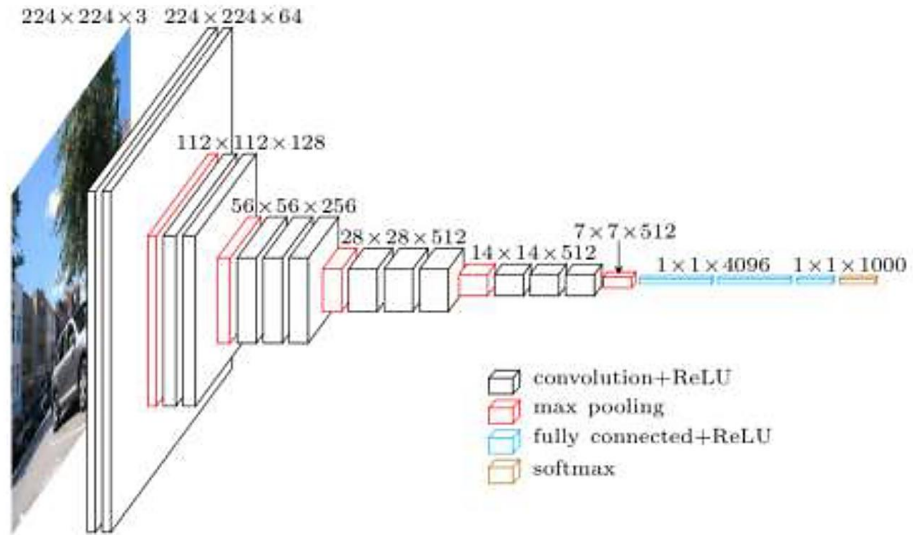 224×224×3 224×224×64
112×112×128
56×56×256
28×28×512
14×14×512
7×7×512
1×1×4096 1×1×1000
convolution+ReLU
max pooling
fully connected+ReLU
softmax